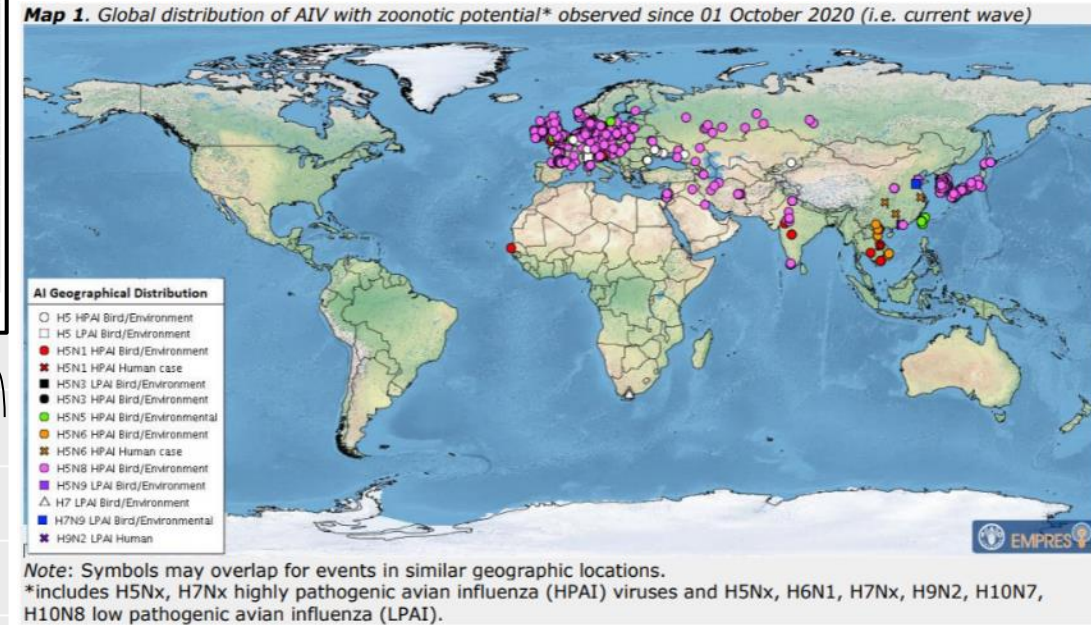 Map 1. Global distribution of AIV with zoonotic potential* observed since 01 October 2020 (i.e. current wave)
AI Geographical Distribution
H5 HPAI Bird/Environment
H5 LPAI Bird/Environment
H5N1 HPAI Bird/Environment
H5N1 HPAI Human case
H5N3 LPAI Bird/Environment
H5N3 HPAI Bird/Environment
H5N5 HPAI Bird/Environmental
H5N6 HPAI Bird/Environment
H5N6 HPAI Human case
H5N8 HPAI Bird/Environment
H5N9 LPAI Bird/Environment
H7 LPAI Bird/Environment
H7N9 LPAI Bird/Environmental
H9N2 LPAI Human
EMPRES
Note: Symbols may overlap for events in similar geographic locations.
*includes H5Nx, H7Nx highly pathogenic avian influenza (HPAI) viruses and H5Nx, H6N1, H7Nx, H9N2, H10N7,
H10N8 low pathogenic avian influenza (LPAI).